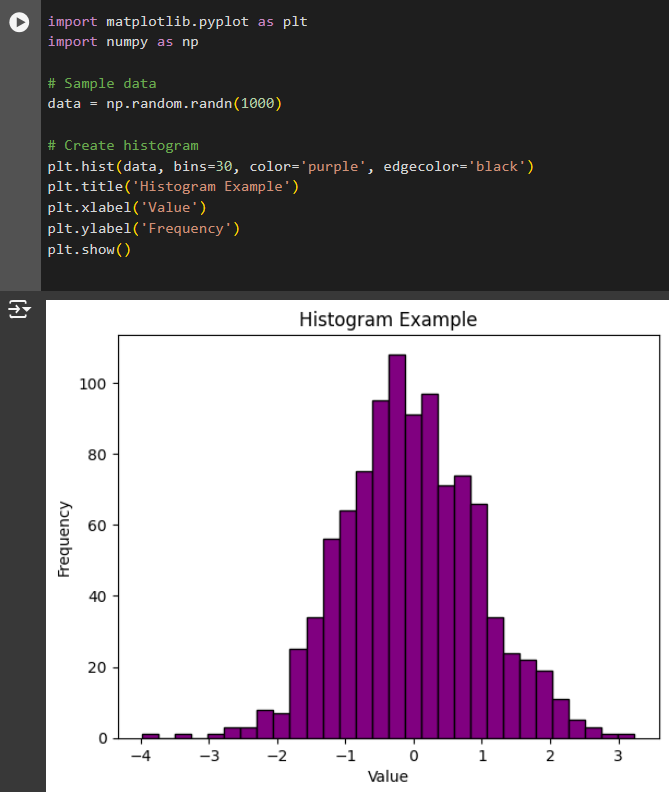 import matplotlib.pyplot as plt
import numpy as np
# Sample data
data = np.random.randn(1000)
# Create histogram
plt.hist(data, bins=30, color='purple', edgecolor='black')
plt.title('Histogram Example')
plt.xlabel('Value')
plt.ylabel('Frequency')
plt.show()
Histogram Example
Frequency
100
80
60
40
20
0
−4 −3 −2 −1 0 1 2 3
Value